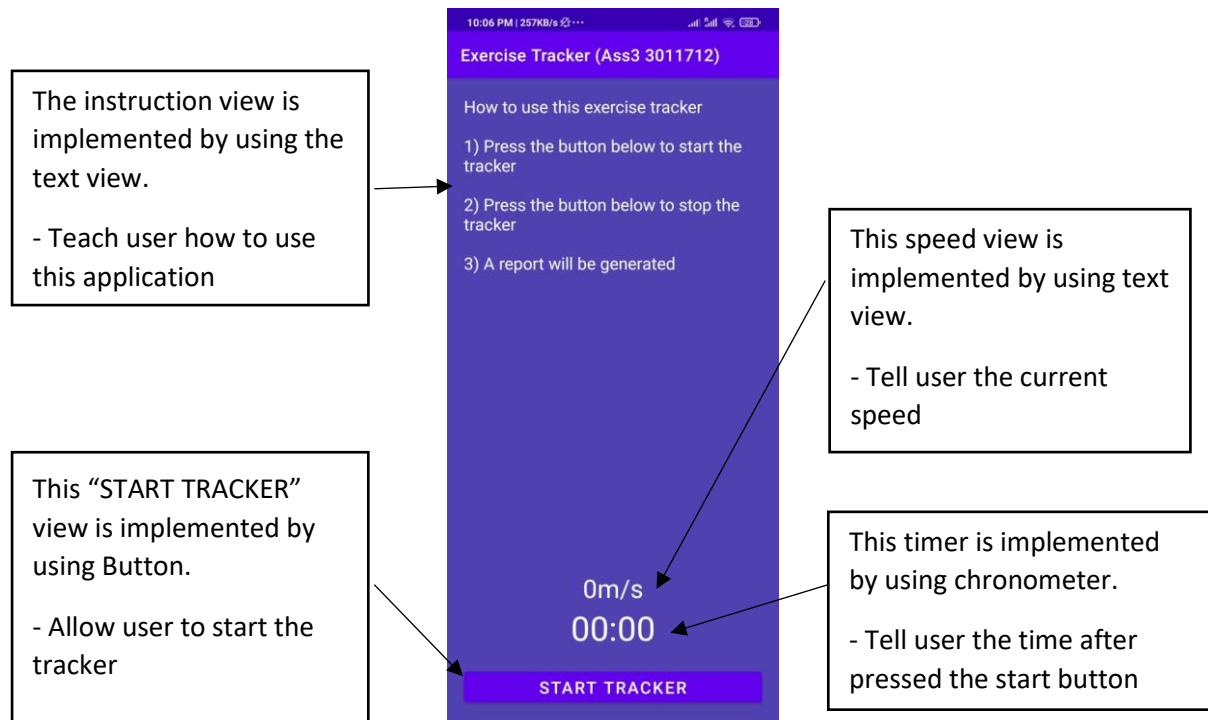 The instruction view is
implemented by using the
text view.
- Teach user how to use
this application
This “START TRACKER”
view is implemented by
using Button.
- Allow user to start the
tracker
10:06 PM | 257KB/s
28
Exercise Tracker (Ass3 3011712)
How to use this exercise tracker
1) Press the button below to start the
tracker
2) Press the button below to stop the
tracker
3) A report will be generated
0m/s
00:00
START TRACKER
This speed view is
implemented by using text
view.
- Tell user the current
speed
This timer is implemented
by using chronometer.
- Tell user the time after
pressed the start button